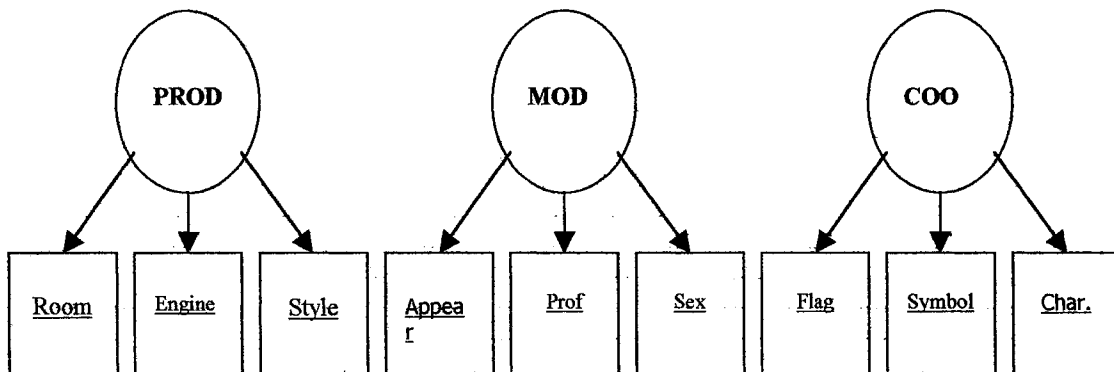 PROD
MOD
COO
Room
Engine
Style
Appea
r
Prof
Sex
Flag
Symbol
Char.